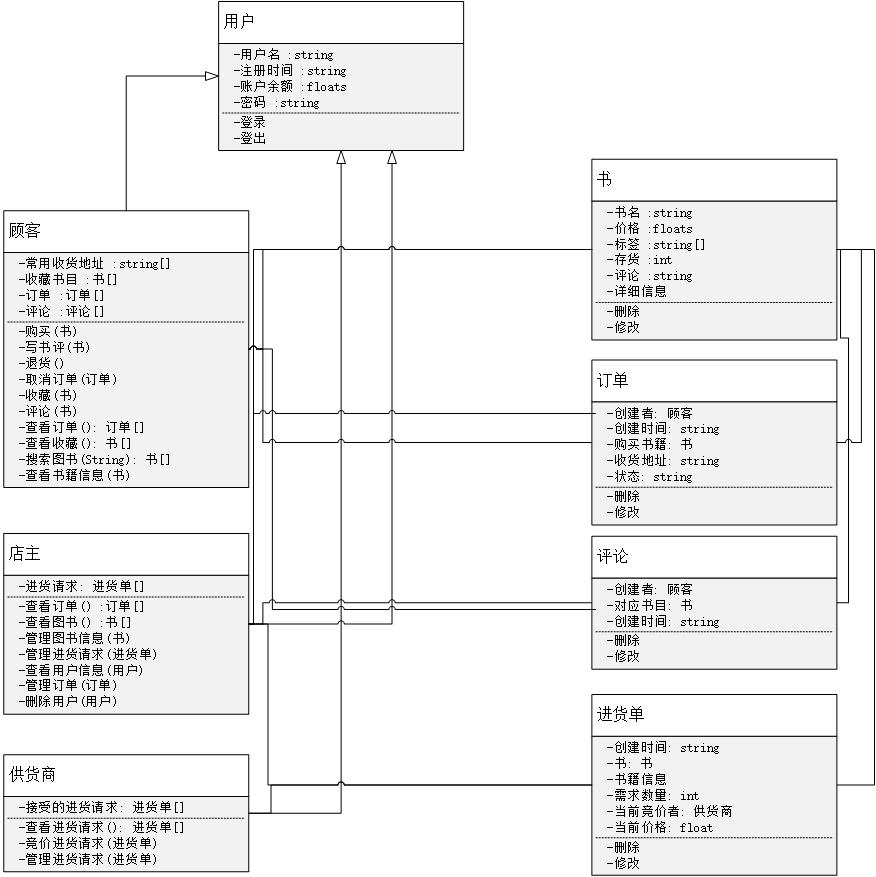 用户
-用户名 :string
-注册时间 :string
-账户余额 :floats
-密码 :string
-登录
-登出
顾客
-常用收货地址 :string[]
-收藏书目 :书[]
-订单 :订单[]
-评论 :评论[]
-购买(书)
-写书评(书)
-退货()
-取消订单(订单)
-收藏(书)
-评论(书)
-查看订单(): 订单[]
-查看收藏(): 书[]
-搜索图书(String): 书[]
-查看书籍信息(书)
店主
-进货请求: 进货单[]
-查看订单() :订单[]
-查看图书() :书[]
-管理图书信息(书)
-管理进货请求(进货单)
-查看用户信息(用户)
-管理订单(订单)
-删除用户(用户)
供货商
-接受的进货请求: 进货单[]
-查看进货请求(): 进货单[]
-竞价进货请求(进货单)
-管理进货请求(进货单)
书
-书名 :string
-价格 :floats
-标签 :string[]
-存货 :int
-评论 :string
-详细信息
-删除
-修改
订单
-创建者: 顾客
-创建时间: string
-购买书籍: 书
-收货地址: string
-状态: string
-删除
-修改
评论
-创建者: 顾客
-对应书目: 书
-创建时间: string
-删除
-修改
进货单
-创建时间: string
-书: 书
-书籍信息
-需求数量: int
-当前竞价者: 供货商
-当前价格: float
-删除
-修改